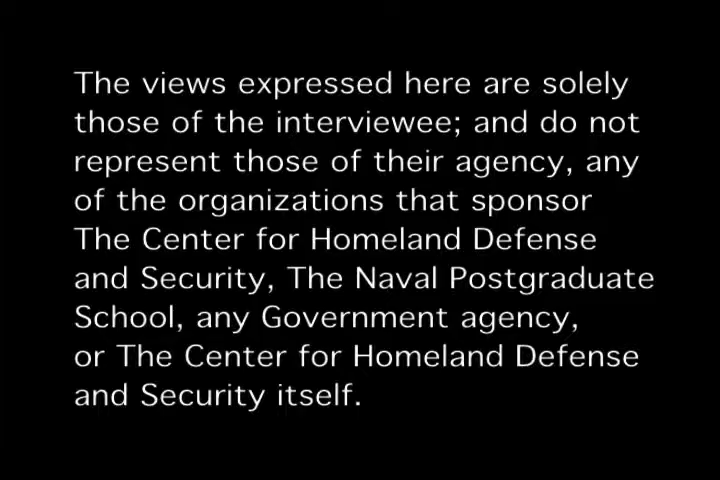 The views expressed here are solely
those of the interviewee; and do not
represent those of their agency, any
of the organizations that sponsor
The Center for Homeland Defense
and Security, The Naval Postgraduate
School, any Government agency,
or The Center for Homeland Defense
and Security itself.